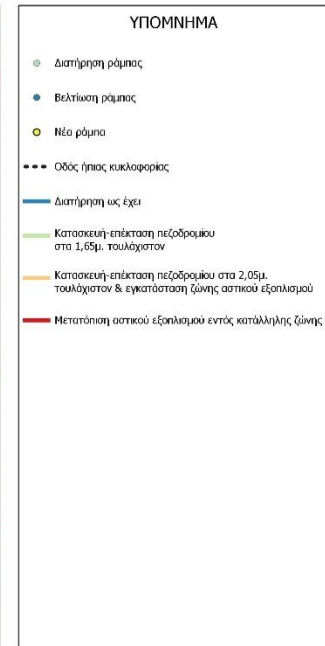 ΥΠΟΜΝΗΜΑ
Διατήρηση ράμπας
Βελτίωση ράμπας
Νέα ράμπα
Οδός ήπιας κυκλοφορίας
Διατήρηση ως έχει
Κατασκευή-επέκταση πεζοδρομίου
στα 1,65μ. τουλάχιστον
Κατασκευή-επέκταση πεζοδρομίου στα 2,05μ.
τουλάχιστον & εγκατάσταση ζώνης αστικού εξοπλισμού
Μετατόπιση αστικού εξοπλισμού εντός κατάλληλης ζώνης